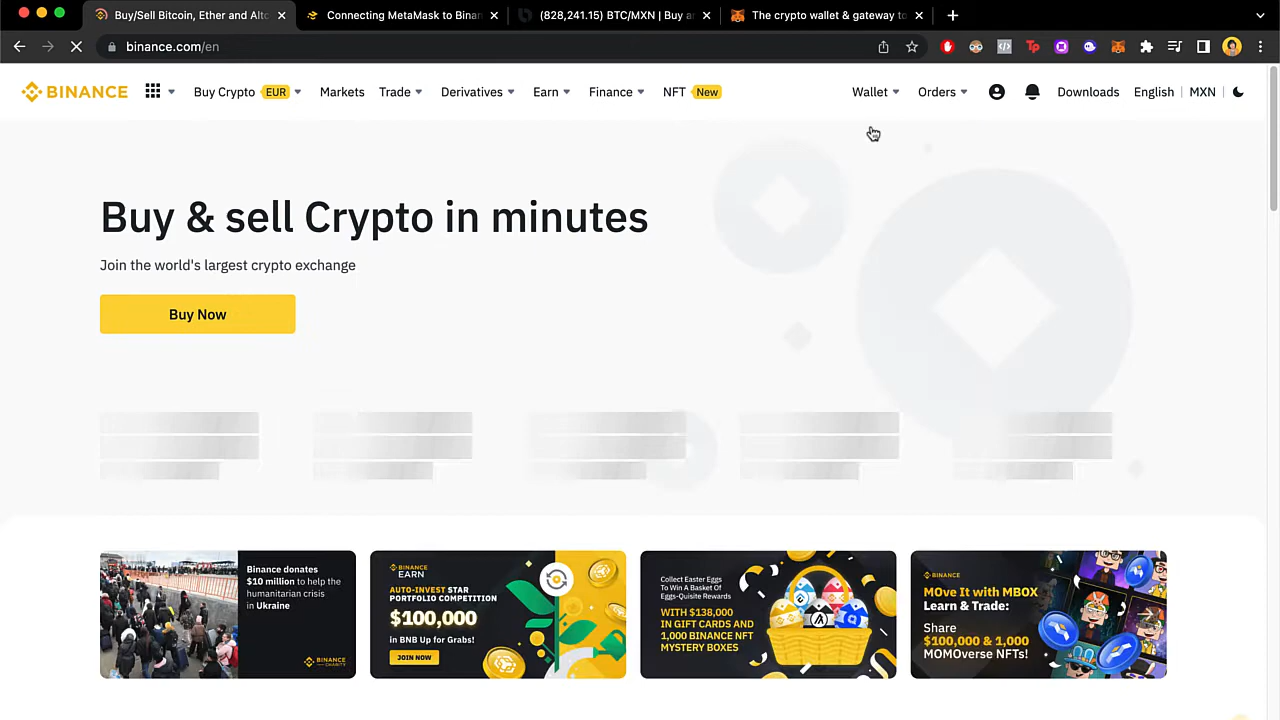 Buy/Sell Bitcoin, Ether and Altc
Connecting MetaMask to Binan
(828,241.15) BTC/MXN | Buy an
The crypto wallet & gateway to
binance.com/en
BINANCE
Buy Crypto EUR
Markets
Trade
Derivatives
Earn
Finance
NFT New
Wallet
Orders
Downloads
English
MXN
Buy & sell Crypto in minutes
Join the world's largest crypto exchange
Buy Now
Binance donates
$10 million to help the
humanitarian crisis
in Ukraine
BINANCE
CHARITY
BINANCE
EARN
AUTO-INVEST STAR
PORTFOLIO COMPETITION
$100,000
in BNB Up for Grabs!
JOIN NOW
Collect Easter Eggs
To Win A Basket Of
Eggs-Quisite Rewards
WITH $138,000
IN GIFT CARDS AND
1,000 BINANCE NFT
MYSTERY BOXES
BINANCE
MOve It with MBOX
Learn & Trade:
Share
$100,000 & 1,000
MOMOverse NFTs!